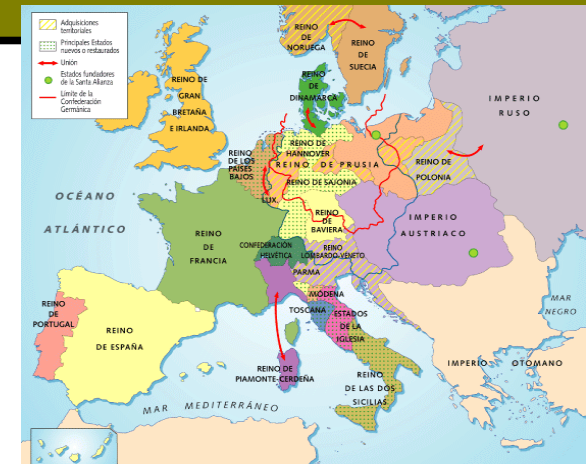 Adquisiciones
territoriales
Principales Estados
nuevos o restaurados
Unión
Estados fundadores
de la Santa Alianza
Límite de la
Confederación
Germánica
REINO
DE
NORUEGA
REINO
DE
SUECIA
REINO
DE
DINAMARCA
IMPERIO
RUSO
REINO DE
GRAN
BRETAÑA
E IRLANDA
REINO
DE LOS
PAÍSES
BAJOS
REINO DE
HANNOVER
REINO DE PRUSIA
REINO DE
POLONIA
REINO DE SAJONIA
LUX.
OCÉANO
ATLÁNTICO
REINO
DE
BAVIERA
IMPERIO
AUSTRIACO
REINO
DE
FRANCIA
CONFEDERACIÓN
HELVÉTICA
REINO
LOMBARDO-VENETO
PARMA
MÓDENA
TOSCANA
ESTADOS
DE LA
IGLESIA
MAR
NEGRO
REINO
DE
PORTUGAL
REINO
DE ESPAÑA
REINO DE
PIAMONTE-CERDEÑA
REINO
DE LAS DOS
SICILIAS
IMPERIO OTOMANO
MAR MEDITERRÁNEO